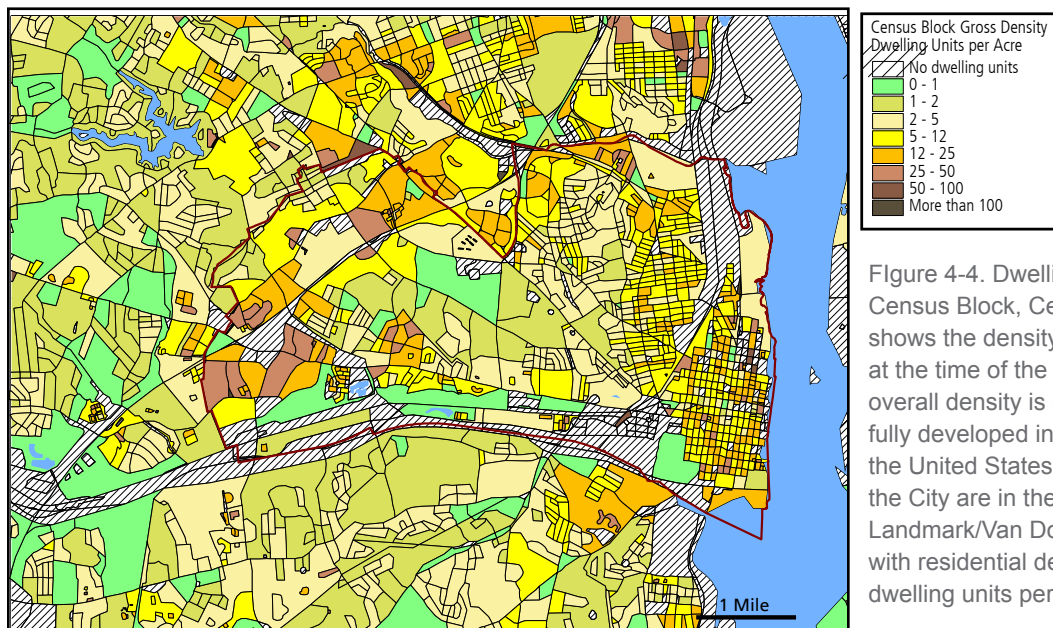 Census Block Gross Density
Dwelling Units per Acre
No dwelling units
0 - 1
1 - 2
2 - 5
5 - 12
12 - 25
25 - 50
50 - 100
More than 100
FIgure 4-4. Dwelli
Census Block, Ce
shows the density
at the time of the
overall density is
fully developed in
the United States
the City are in the
Landmark/Van Do
with residential de
dwelling units per
1 Mile